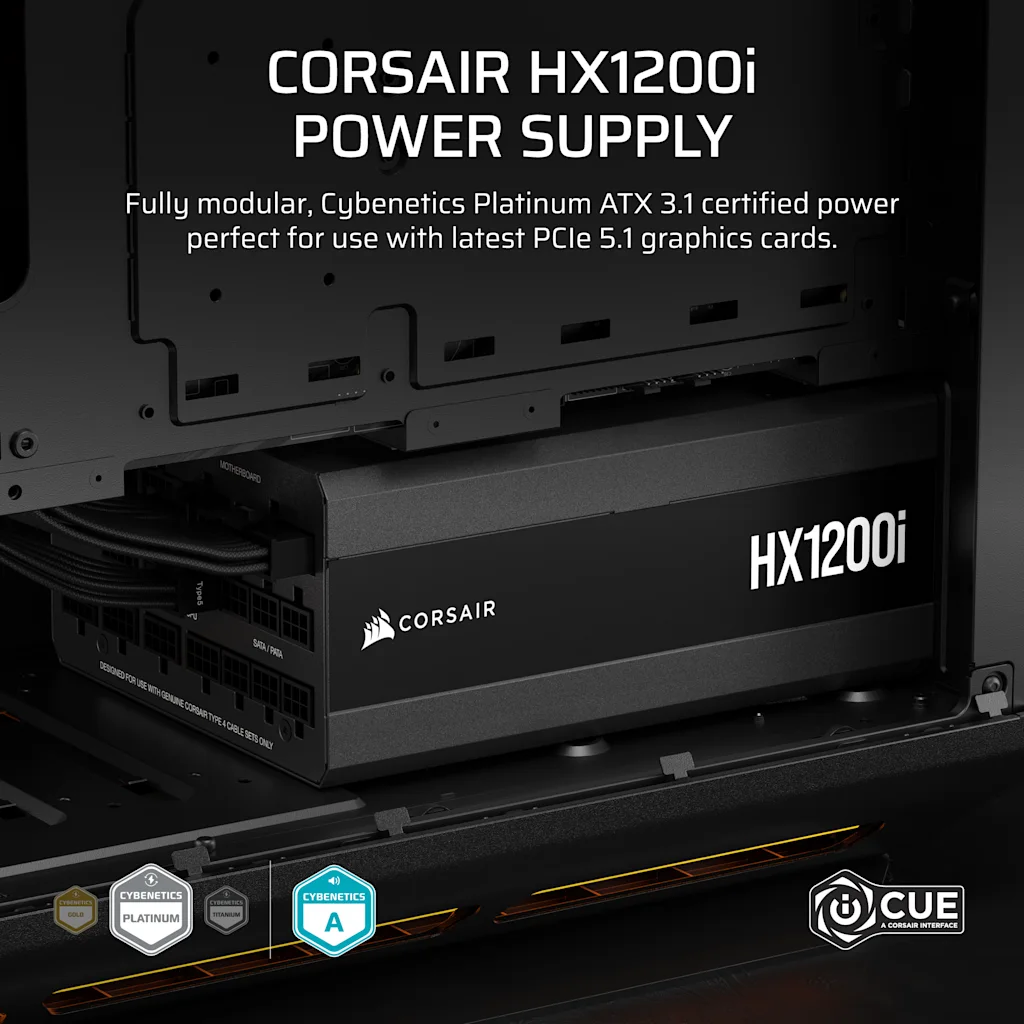 CORSAIR HX1200i
POWER SUPPLY
Fully modular, Cybenetics Platinum ATX 3.1 certified power
perfect for use with latest PCIe 5.1 graphics cards.
MOTHERBOARD
HX1200i
Type5
CORSAIR
SATA / PATA
DESIGNED FOR USE WITH GENUINE CORSAIR TYPE 4 CABLE SETS ONLY
CYBENETICS
GOLD
CYBENETICS
PLATINUM
CYBENETICS
TITANIUM
CYBENETICS
A
iCUE
A CORSAIR INTERFACE